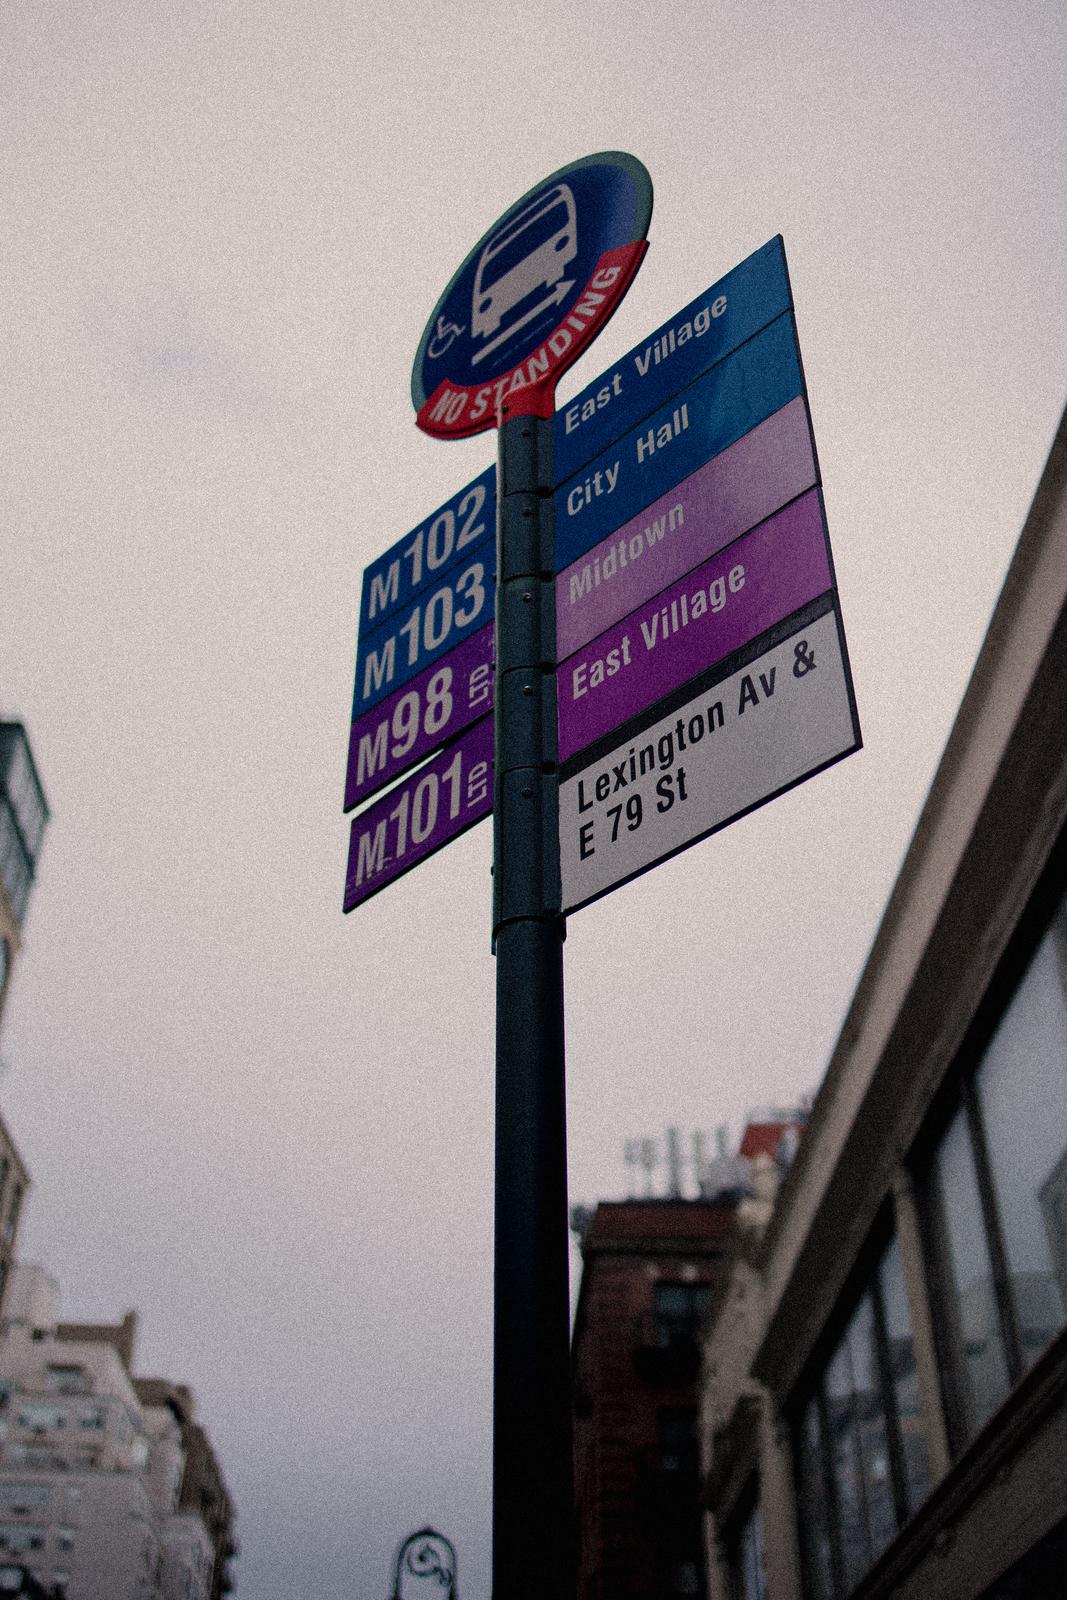 NO STANDING
M102 East Village
M103 City Hall
M98 LTD Midtown
M101 LTD East Village
Lexington Av &
E 79 St